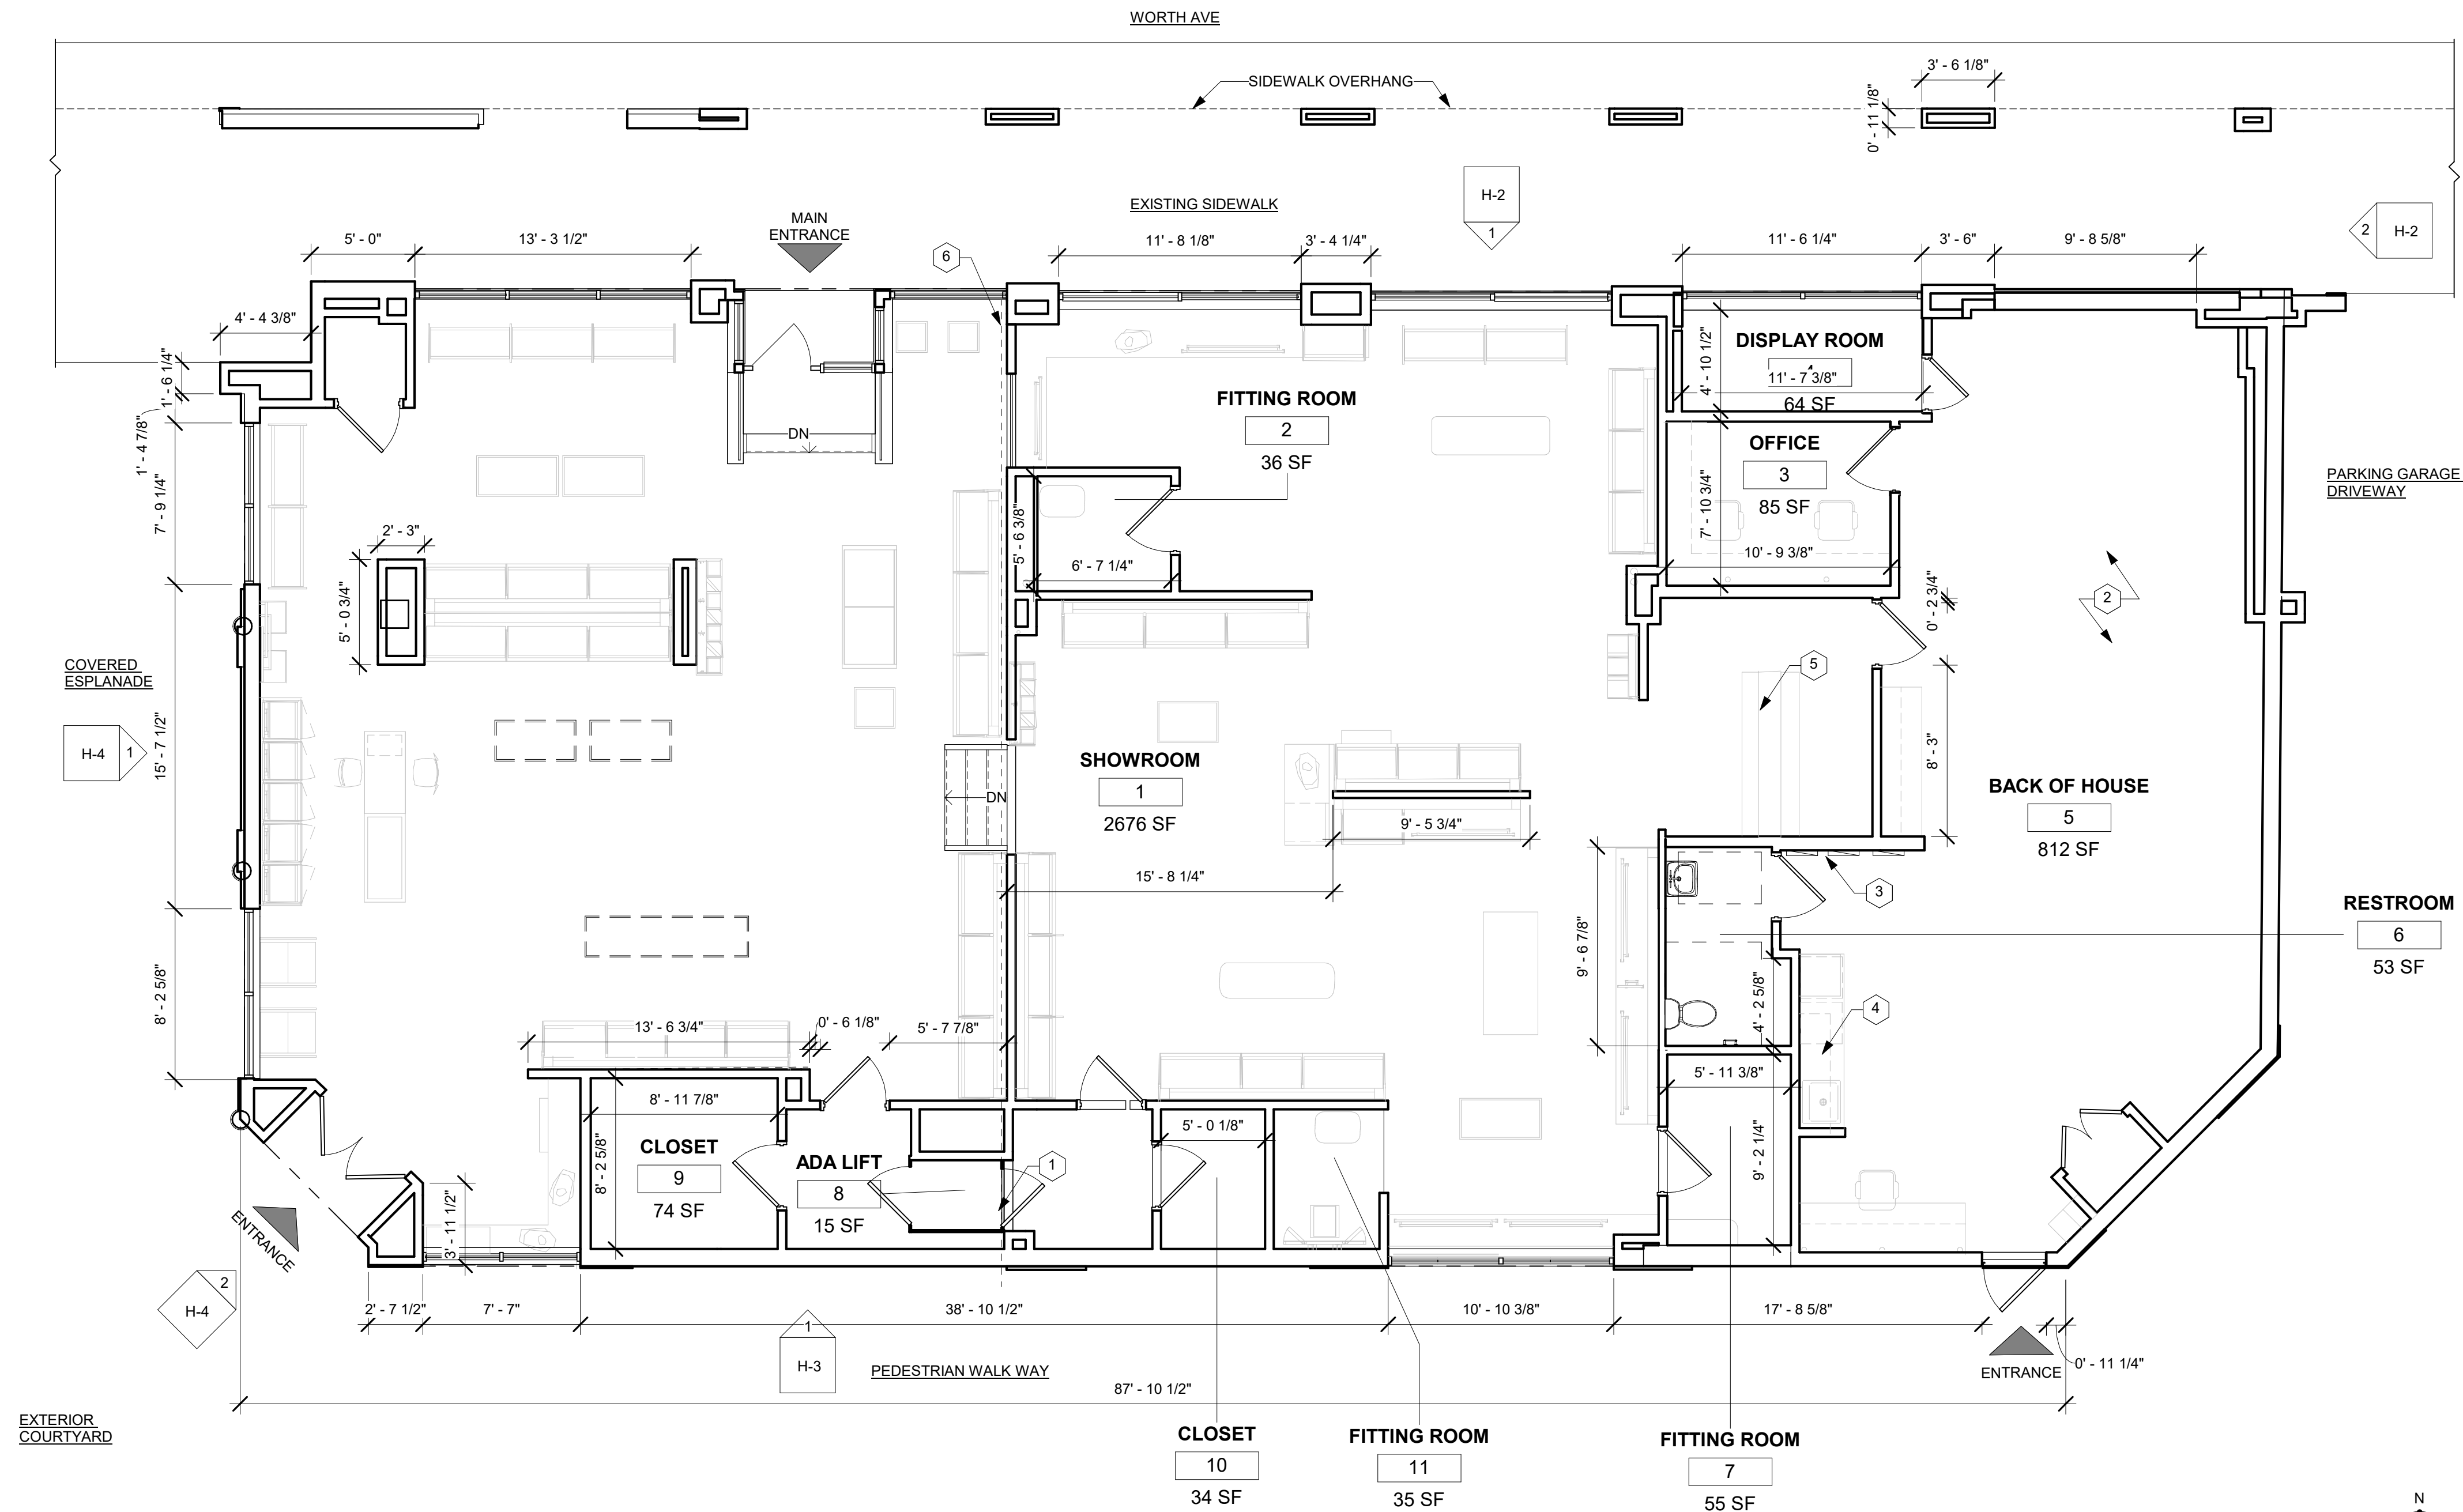 WORTH AVE
SIDEWALK OVERHANG
3' - 6 1/8"
0' - 11 1/8"
EXISTING SIDEWALK
H-2
1
2
H-2
MAIN
ENTRANCE
5' - 0"
13' - 3 1/2"
6
11' - 8 1/8"
3' - 4 1/4"
11' - 6 1/4"
3' - 6"
9' - 8 5/8"
4' - 4 3/8"
1' - 6 1/4"
1' - 4 7/8"
7' - 9 1/4"
DN
FITTING ROOM
2
36 SF
DISPLAY ROOM
4' - 10 1/2"
11' - 7 3/8"
64 SF
OFFICE
3
85 SF
7' - 10 3/4"
10' - 9 3/8"
PARKING GARAGE
DRIVEWAY
2' - 3"
5' - 0 3/4"
5' - 6 3/8"
6' - 7 1/4"
0' - 2 3/4"
2
COVERED
ESPLANADE
H-4
1
15' - 7 1/2"
5
8' - 3"
SHOWROOM
1
2676 SF
DN
9' - 5 3/4"
BACK OF HOUSE
5
812 SF
15' - 8 1/4"
3
RESTROOM
6
53 SF
9' - 6 7/8"
4' - 2 5/8"
4
8' - 2 5/8"
13' - 6 3/4"
0' - 6 1/8"
5' - 7 7/8"
8' - 11 7/8"
8' - 2 5/8"
CLOSET
9
74 SF
ADA LIFT
8
15 SF
1
5' - 0 1/8"
5' - 11 3/8"
9' - 2 1/4"
3' - 11 1/2"
ENTRANCE
2
H-4
2' - 7 1/2"
7' - 7"
38' - 10 1/2"
10' - 10 3/8"
17' - 8 5/8"
1
H-3
PEDESTRIAN WALK WAY
ENTRANCE
0' - 11 1/4"
87' - 10 1/2"
EXTERIOR
COURTYARD
CLOSET
10
34 SF
FITTING ROOM
11
35 SF
FITTING ROOM
7
55 SF
N